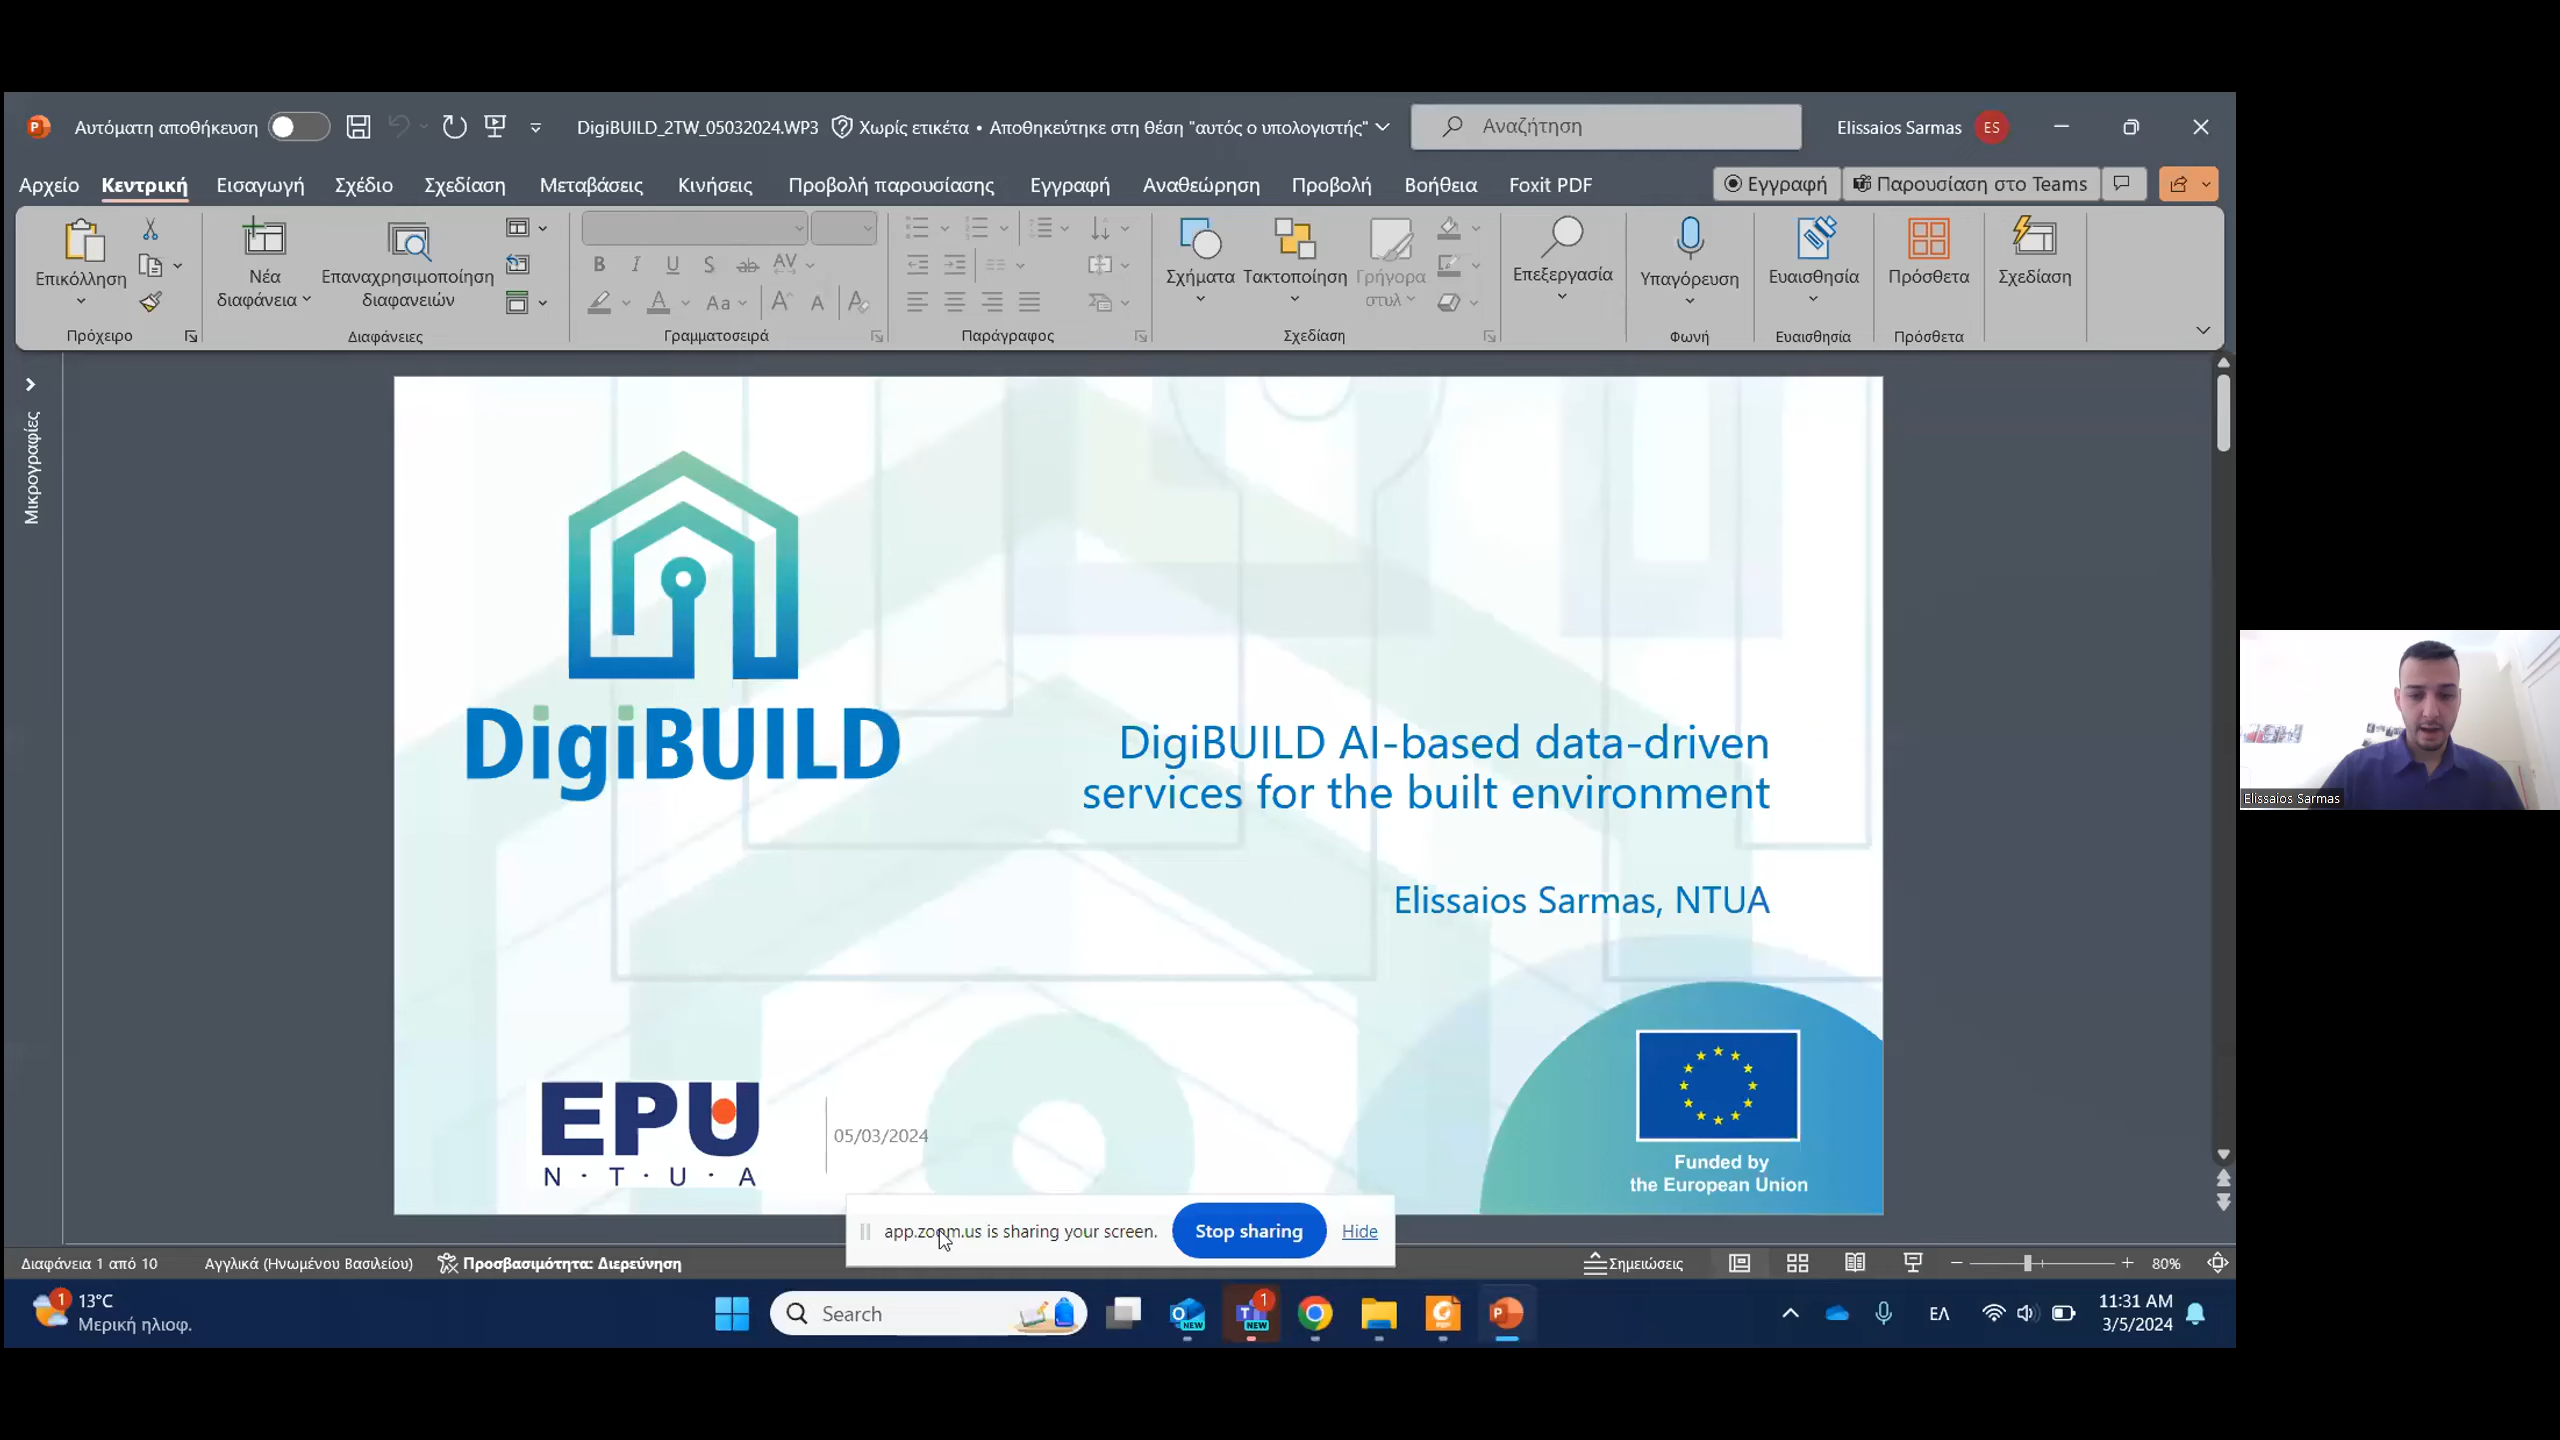 Αυτόματη αποθήκευση
DigiBUILD_2TW_05032024.WP3 Χωρίς ετικέτα • Αποθηκεύτηκε στη θέση "αυτός ο υπολογιστής"
Αναζήτηση
Elissaios Sarmas ES
Αρχείο Κεντρική Εισαγωγή Σχέδιο Σχεδίαση Μεταβάσεις Κινήσεις Προβολή παρουσίασης Εγγραφή Αναθεώρηση Προβολή Βοήθεια Foxit PDF
Εγγραφή Παρουσίαση στο Teams
Επικόλληση
Νέα
διαφάνεια
Επαναχρησιμοποίηση
διαφανειών
Σχήματα Τακτοποίηση Γρήγορα
στυλ
Επεξεργασία
Υπαγόρευση
Ευαισθησία
Πρόσθετα
Σχεδίαση
Πρόχειρο Διαφάνειες Γραμματοσειρά Παράγραφος Σχεδίαση Φωνή Ευαισθησία Πρόσθετα
Μικρογραφίες
DigiBUILD
DigiBUILD AI-based data-driven
services for the built environment
Elissaios Sarmas, NTUA
EPU
N·T·U·A
05/03/2024
Funded by
the European Union
Elissaios Sarmas
app.zoom.us is sharing your screen. Stop sharing Hide
Διαφάνεια 1 από 10 Αγγλικά (Ηνωμένου Βασιλείου) Προσβασιμότητα: Διερεύνηση
Σημειώσεις 80%
1 13°C
Μερική ηλιοφ.
Search
NEW
1
NEW
ΕΛ
11:31 AM
3/5/2024